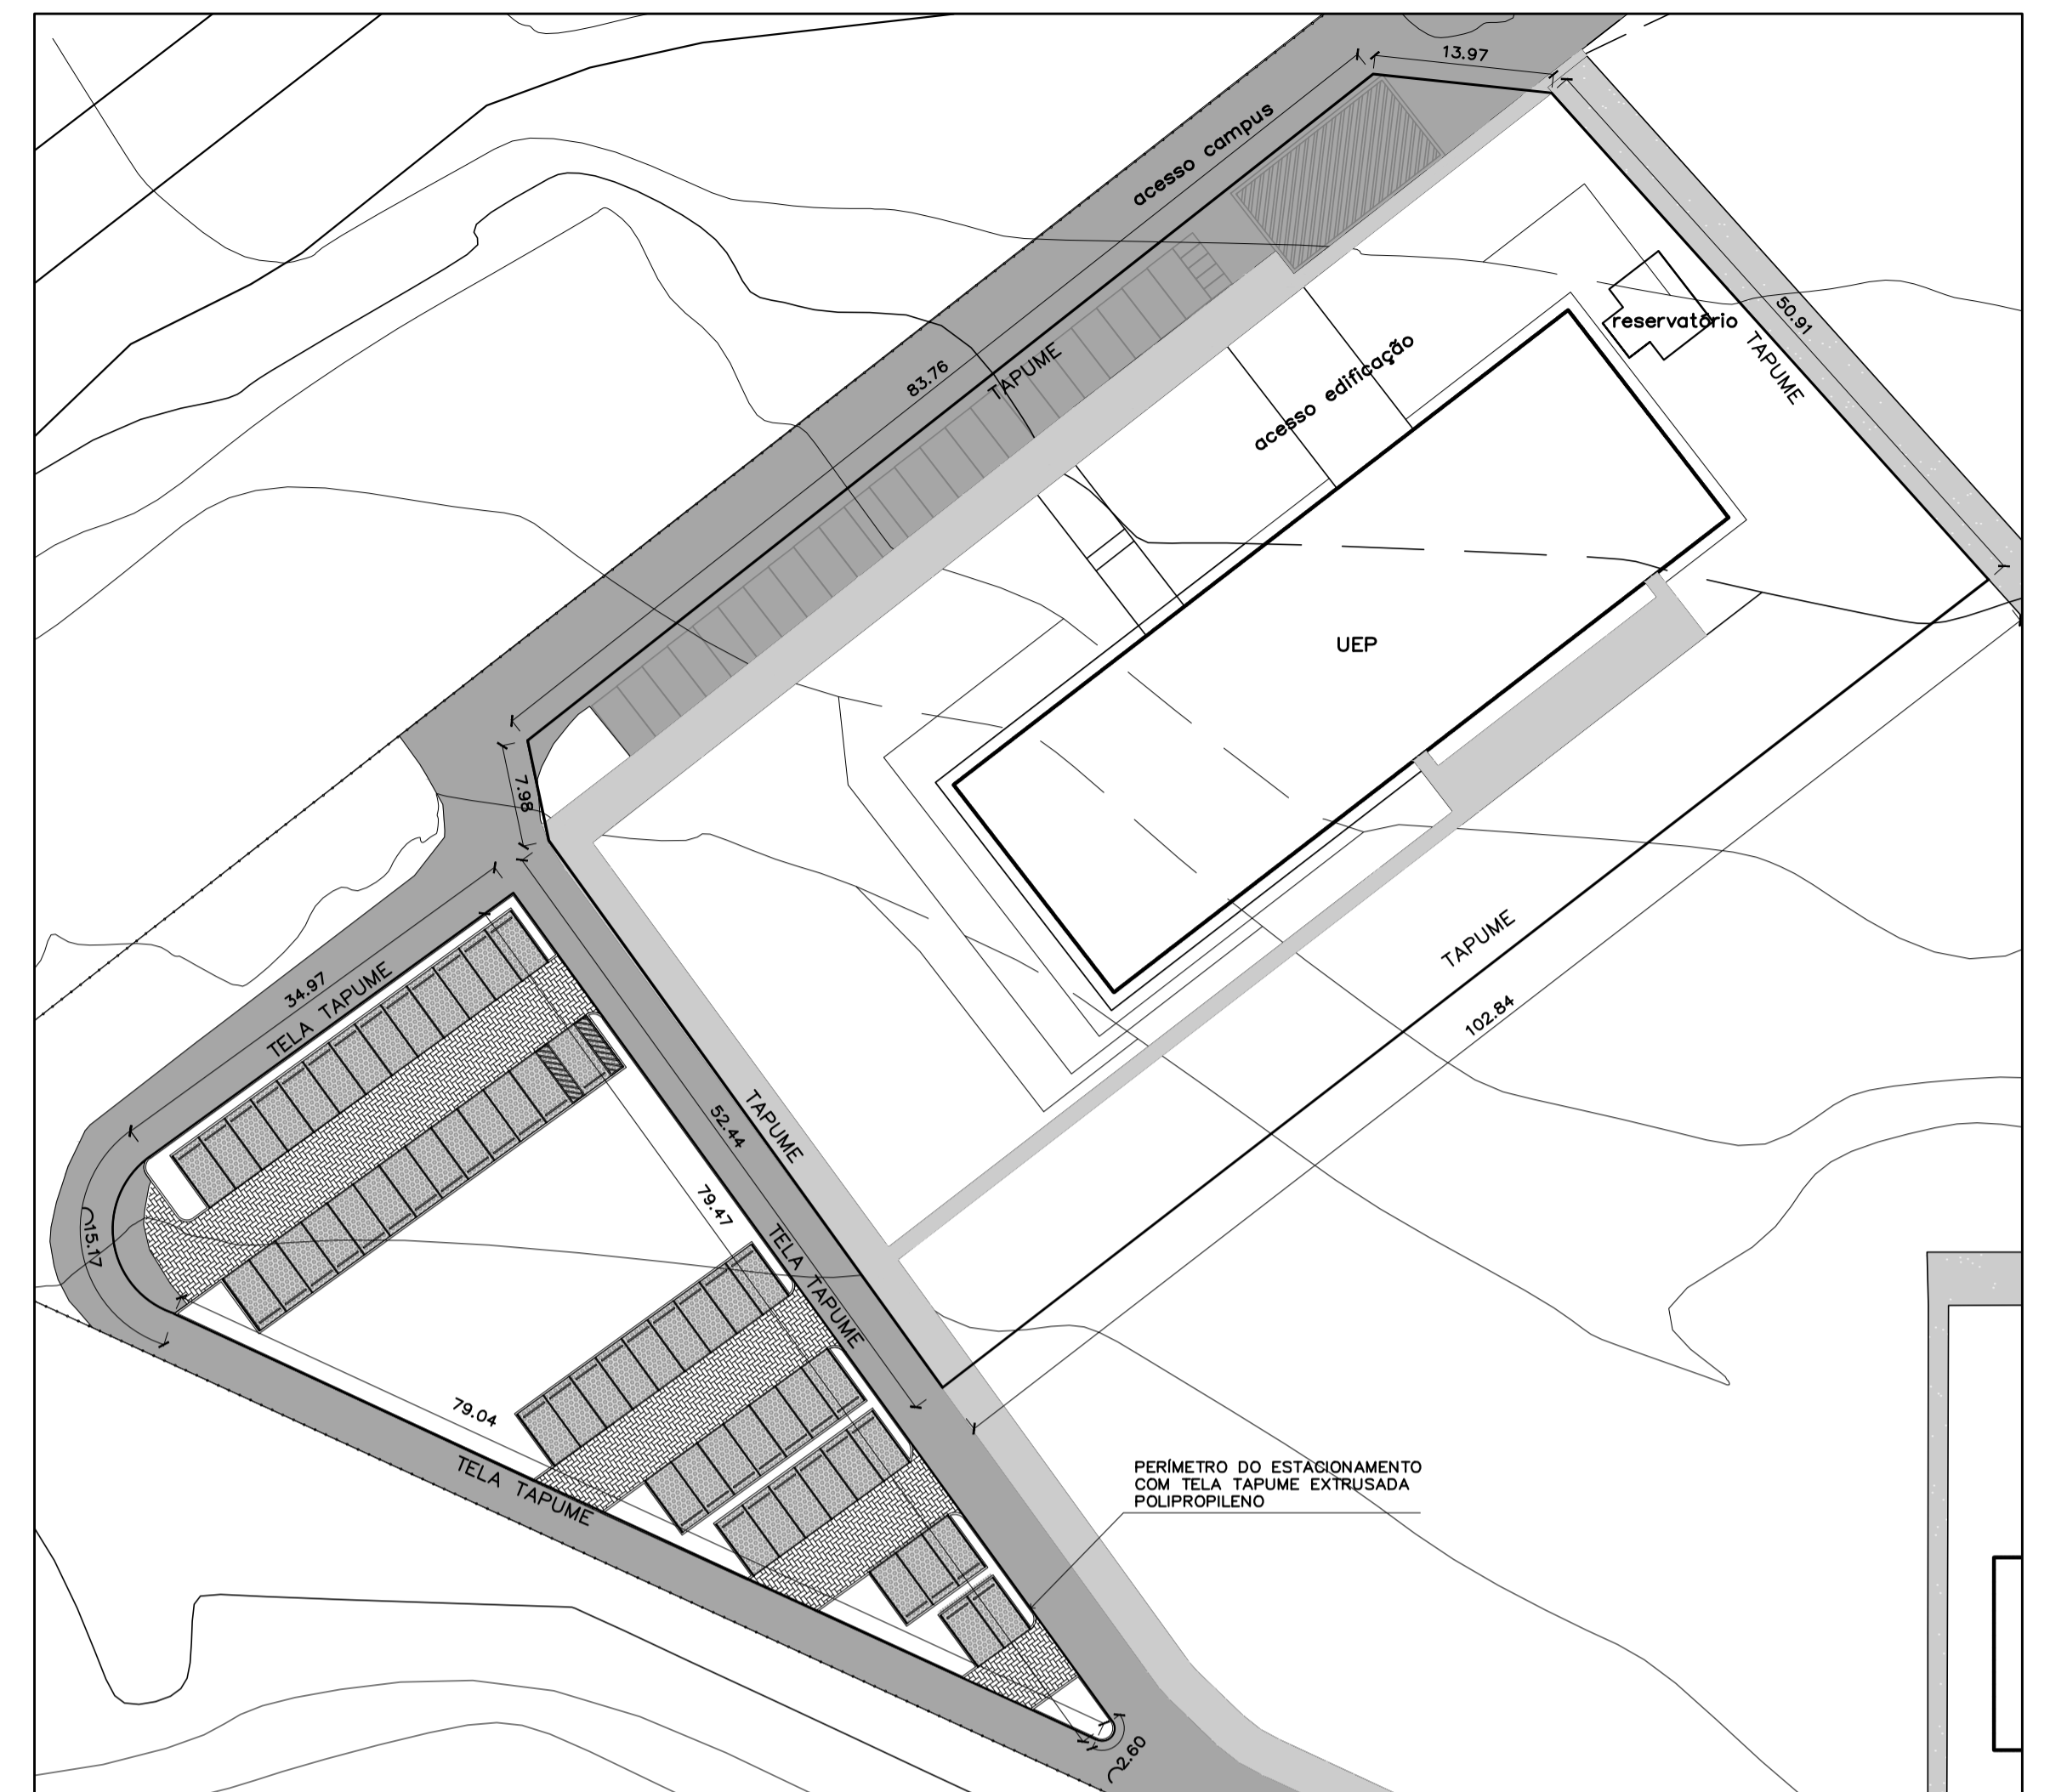 13.97
acesso campus
50.91
reservatório
TAPUME
acesso edificação
83.76
TAPUME
UEP
7.98
TAPUME
102.84
34.97
TELA TAPUME
52.44
TAPUME
79.47
TELA TAPUME
15.17
79.04
TELA TAPUME
PERÍMETRO DO ESTACIONAMENTO
COM TELA TAPUME EXTRUSADA
POLIPROPILENO
2.60